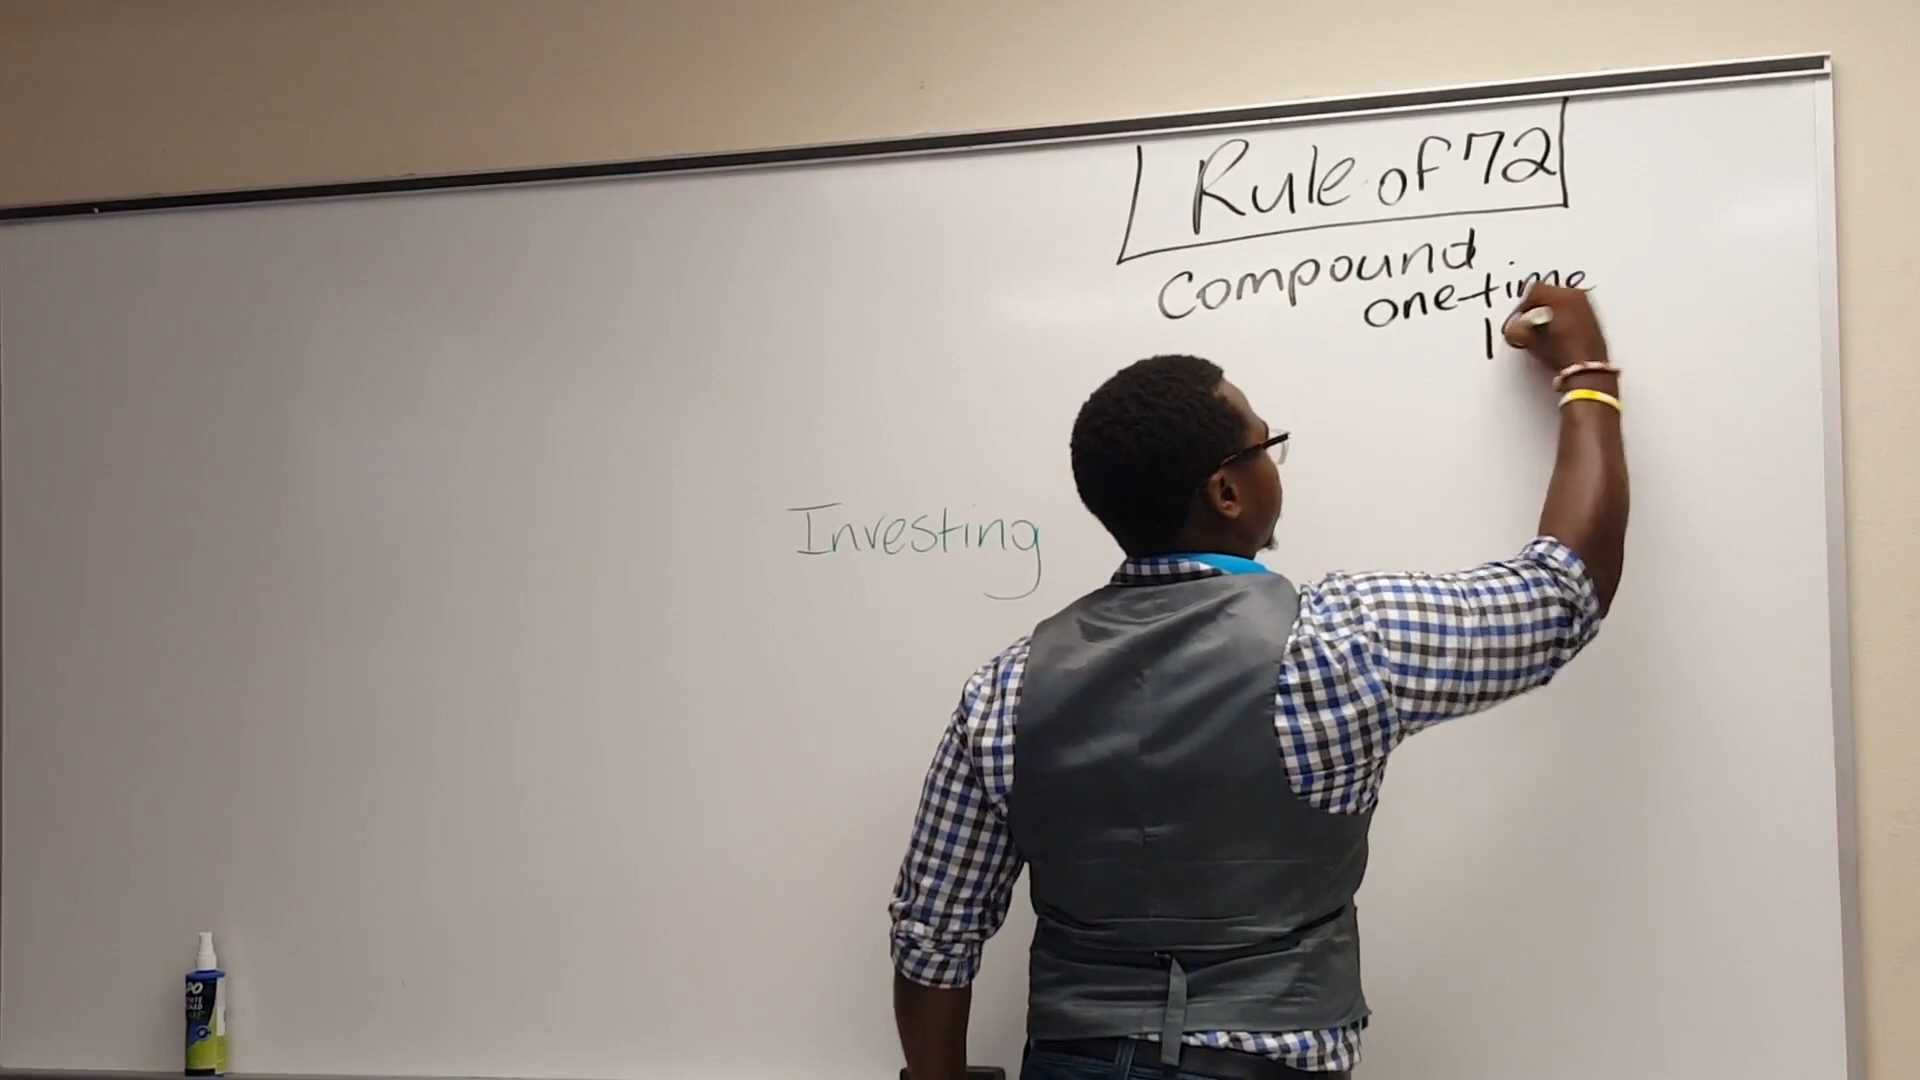 Rule of 72
Compound
one-time
Investing